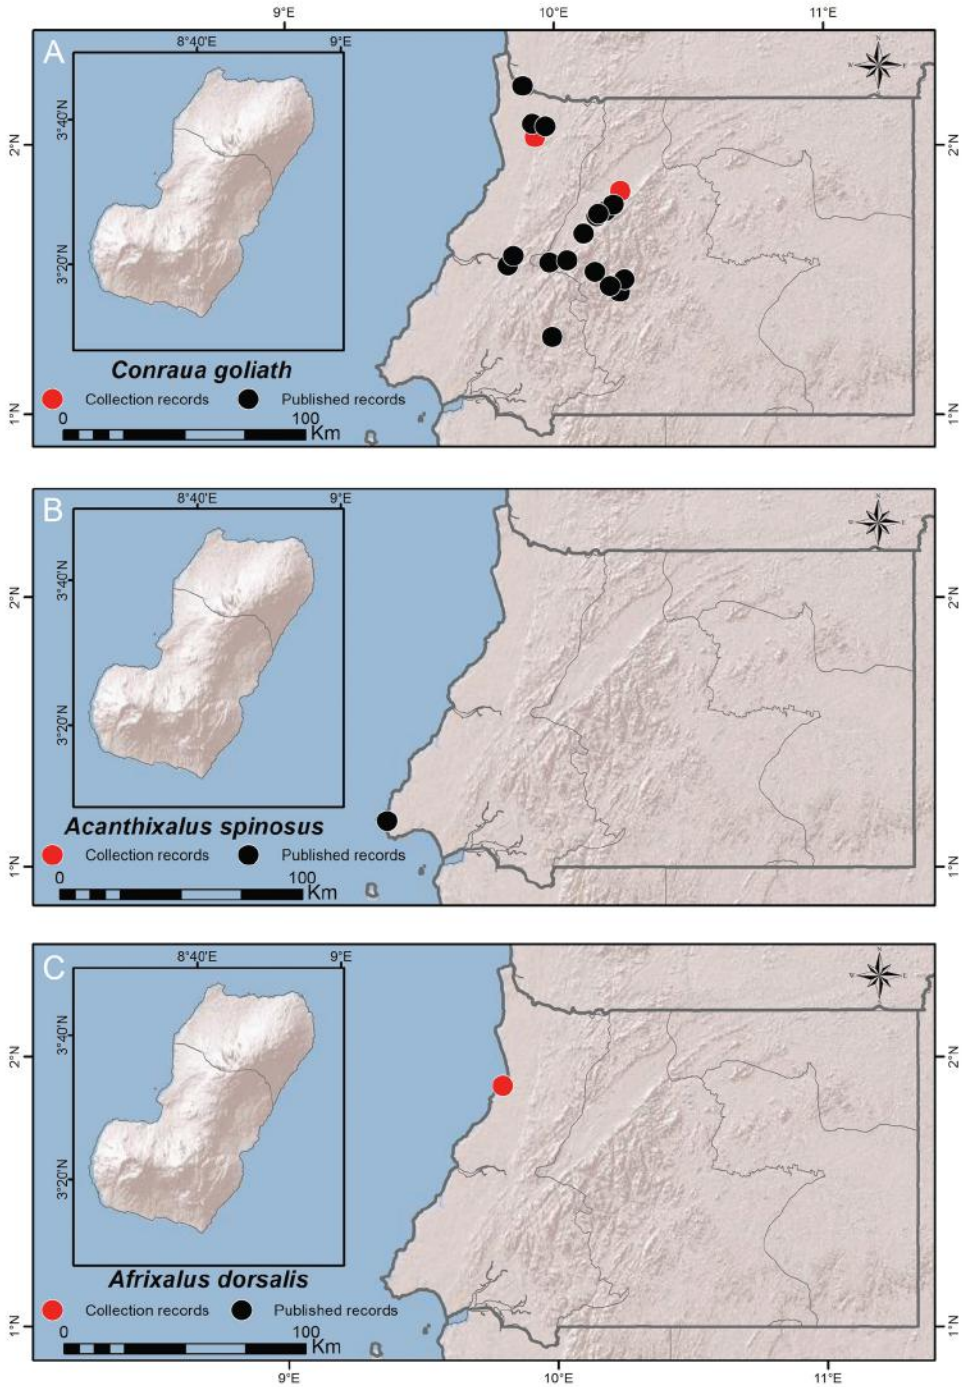 9°E 10°E 11°E
A
8°40'E 9°E
3°40'N
3°20'N
2°N 2°N
N
W E
Conraua goliath
Collection records Published records
0 100
Km
1°N 1°N
B
8°40'E 9°E
3°40'N
3°20'N
2°N 2°N
N
W E
S
Acanthixalus spinosus
Collection records Published records
0 100
Km
1°N 1°N
C
8°40'E 9°E
3°40'N
3°20'N
2°N 2°N
N
W E
S
Afrixalus dorsalis
Collection records Published records
0 100
Km
1°N 1°N
9°E 10°E 11°E